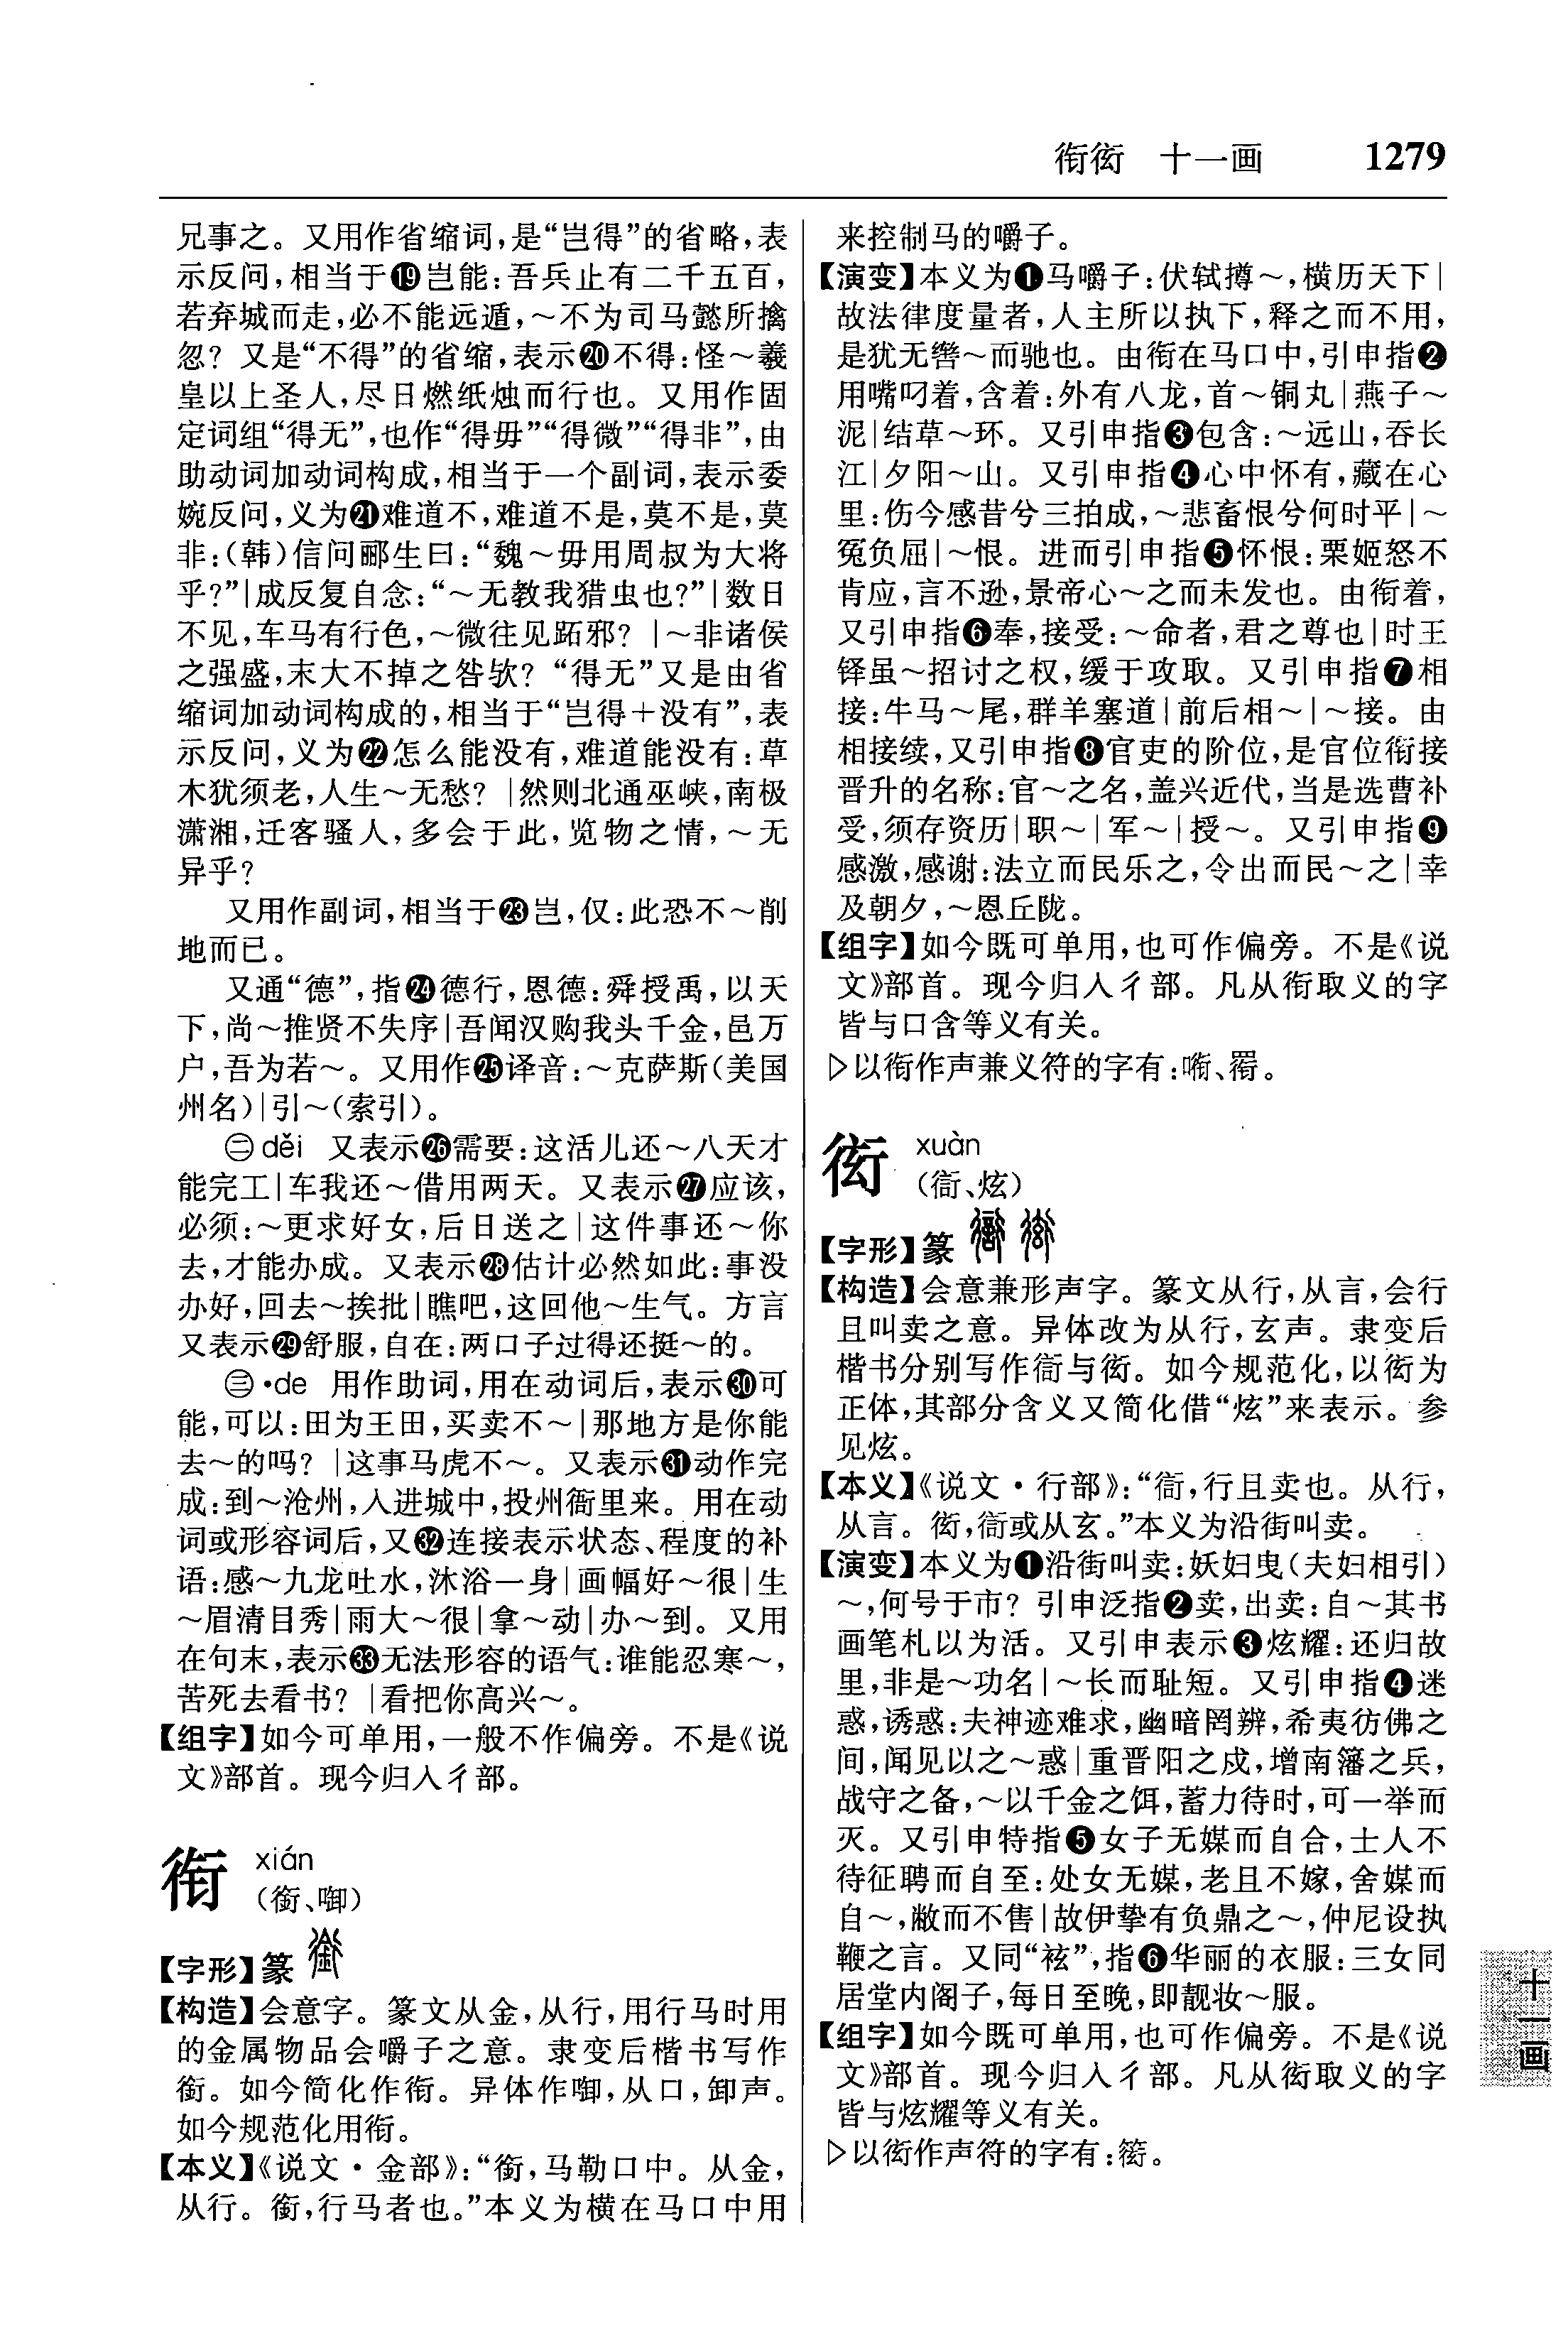 衔衒 十一画 1279
兄事之。又用作省缩词,是“岂得”的省略,表
示反问,相当于⓳岂能:吾兵止有二千五百,
若弃城而走,必不能远遁,～不为司马懿所擒
忽? 又是“不得”的省缩,表示⓴不得:怪～羲
皇以上圣人,尽日燃纸烛而行也。又用作固
定词组“得无”,也作“得毋”“得微”“得非”,由
助动词加动词构成,相当于一个副词,表示委
婉反问,义为㉑难道不,难道不是,莫不是,莫
非:(韩)信问郦生曰:“魏～毋用周叔为大将
乎?”|成反复自念:“～无教我猎虫也?”|数日
不见,车马有行色,～微往见跖邪? |～非诸侯
之强盛,末大不掉之咎欤? “得无”又是由省
缩词加动词构成的,相当于“岂得+没有”,表
示反问,义为㉒怎么能没有,难道能没有:草
木犹须老,人生～无愁? |然则北通巫峡,南极
潇湘,迁客骚人,多会于此,览物之情,～无
异乎?
又用作副词,相当于㉓岂,仅:此恐不～削
地而已。
又通“德”,指㉔德行,恩德:舜授禹,以天
下,尚～推贤不失序|吾闻汉购我头千金,邑万
户,吾为若～。又用作㉕译音:～克萨斯(美国
州名)|引～(索引)。
㊁ děi 又表示㉖需要:这活儿还～八天才
能完工|车我还～借用两天。又表示㉗应该,
必须:～更求好女,后日送之|这件事还～你
去,才能办成。又表示㉘估计必然如此:事没
办好,回去～挨批|瞧吧,这回他～生气。方言
又表示㉙舒服,自在:两口子过得还挺～的。
㊂ •de 用作助词,用在动词后,表示㉚可
能,可以:田为王田,买卖不～|那地方是你能
去～的吗? |这事马虎不～。又表示㉛动作完
成:到～沧州,入进城中,投州衙里来。用在动
词或形容词后,又㉜连接表示状态、程度的补
语:感～九龙吐水,沐浴一身|画幅好～很|生
～眉清目秀|雨大～很|拿～动|办～到。又用
在句末,表示㉝无法形容的语气:谁能忍寒～,
苦死去看书? |看把你高兴～。
【组字】如今可单用,一般不作偏旁。不是《说
文》部首。现今归入彳部。
衔 xián
(銜、啣)
【字形】篆
【构造】会意字。篆文从金,从行,用行马时用
的金属物品会嚼子之意。隶变后楷书写作
銜。如今简化作衔。异体作啣,从口,卸声。
如今规范化用衔。
【本义】《说文·金部》:“銜,马勒口中。从金,
从行。銜,行马者也。”本义为横在马口中用
来控制马的嚼子。
【演变】本义为❶马嚼子:伏轼撙～,横历天下|
故法律度量者,人主所以执下,释之而不用,
是犹无辔～而驰也。由衔在马口中,引申指❷
用嘴叼着,含着:外有八龙,首～铜丸|燕子～
泥|结草～环。又引申指❸包含:～远山,吞长
江|夕阳～山。又引申指❹心中怀有,藏在心
里:伤今感昔兮三拍成,～悲畜恨兮何时平|～
冤负屈|～恨。进而引申指❺怀恨:栗姬怒不
肯应,言不逊,景帝心～之而未发也。由衔着,
又引申指❻奉,接受:～命者,君之尊也|时王
铎虽～招讨之权,缓于攻取。又引申指❼相
接:牛马～尾,群羊塞道|前后相～|～接。由
相接续,又引申指❽官吏的阶位,是官位衔接
晋升的名称:官～之名,盖兴近代,当是选曹补
受,须存资历|职～|军～|授～。又引申指❾
感激,感谢:法立而民乐之,令出而民～之|幸
及朝夕,～恩丘陇。
【组字】如今既可单用,也可作偏旁。不是《说
文》部首。现今归入彳部。凡从衔取义的字
皆与口含等义有关。
▷以衔作声兼义符的字有:
衒 xuàn
(衙、炫)
【字形】篆
【构造】会意兼形声字。篆文从行,从言,会行
且叫卖之意。异体改为从行,玄声。隶变后
楷书分别写作衙与衒。如今规范化,以衒为
正体,其部分含义又简化借“炫”来表示。参
见炫。
【本义】《说文·行部》:“衙,行且卖也。从行,
从言。衒,衙或从玄。”本义为沿街叫卖。
【演变】本义为❶沿街叫卖:妖妇曳(夫妇相引)
～,何号于市? 引申泛指❷卖,出卖:自～其书
画笔札以为活。又引申表示❸炫耀:还归故
里,非是～功名|～长而耻短。又引申指❹迷
惑,诱惑:夫神迹难求,幽暗罔辨,希夷彷佛之
间,闻见以之～惑|重晋阳之戍,增南籓之兵,
战守之备,～以千金之饵,蓄力待时,可一举而
灭。又引申特指❺女子无媒而自合,士人不
待征聘而自至:处女无媒,老且不嫁,舍媒而
自～,敝而不售|故伊挚有负鼎之～,仲尼设执
鞭之言。又同“袨”,指❻华丽的衣服:三女同
居堂内阁子,每日至晚,即靓妆～服。
【组字】如今既可单用,也可作偏旁。不是《说
文》部首。现今归入彳部。凡从衒取义的字
皆与炫耀等义有关。
▷以衒作声符的字有:
十一画